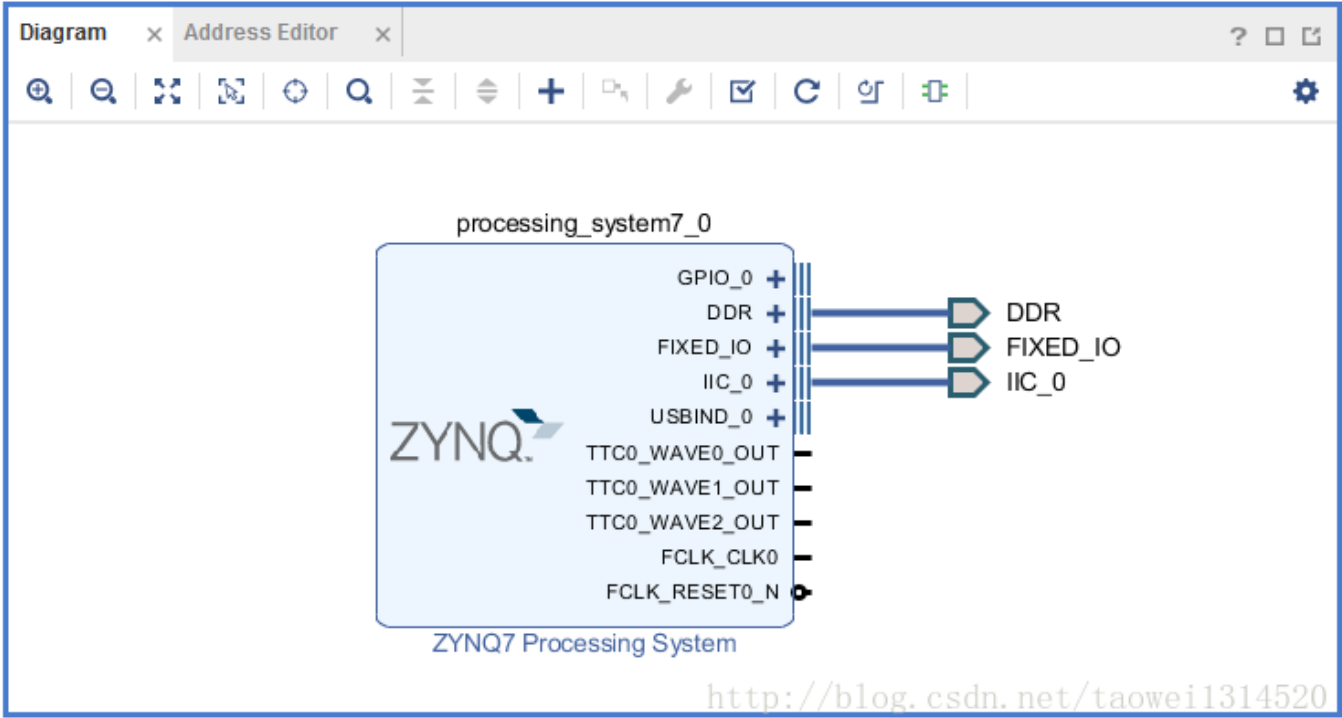 Diagram × Address Editor ×
?
processing_system7_0
GPIO_0
DDR
FIXED_IO
IIC_0
USBIND_0
TTC0_WAVE0_OUT
TTC0_WAVE1_OUT
TTC0_WAVE2_OUT
FCLK_CLK0
FCLK_RESET0_N
ZYNQ™
DDR
FIXED_IO
IIC_0
ZYNQ7 Processing System
http://blog.csdn.net/taowei1314520